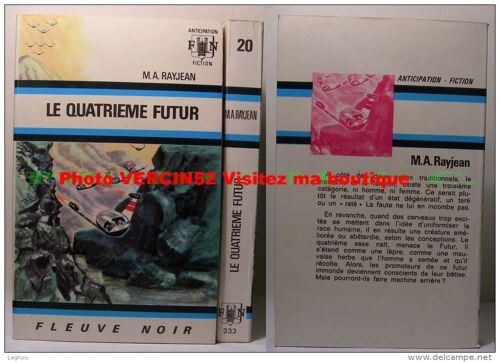 ANTICIPATION
FN
FICTION
M.A. RAYJEAN
LE QUATRIEME FUTUR
FLEUVE NOIR
20
M.A. RAYJEAN
LE QUATRIEME FUTUR
FN
333
ANTICIPATION - FICTION
M.A. Rayjean
Photo VERCIN52 Visitez ma boutique
côté des traditionnels, le
existe une troisième
catégorie, ni homme, ni femme. Ce serait plu-
tôt le résultat d'un état dégénératif, un taré
ou un « raté » La faute ne lui en incombe pas.
En revanche, quand des cerveaux trop exci-
tés se mettent dans l'idée d'uniformiser la
race humaine, il en résulte une créature amé-
liorée ou abâtardie, selon les conceptions. Le
quatrième sexe naît, menace le Futur. Il
s'étend comme une lèpre, comme une mau-
vaise herbe que l'homme a semée et qu'il
récolte. Alors, les promoteurs de ce futur
immonde deviennent conscients de leur bêtise.
Mais pourront-ils faire machine arrière ?
Laghou
delcampe.net